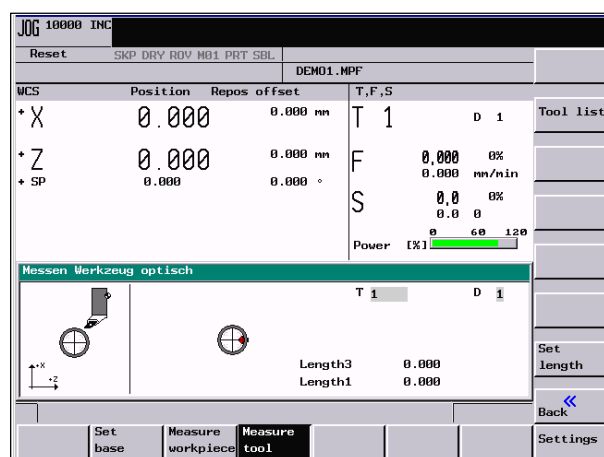 JOG 10000 INC
Reset SKP DRY ROV M01 PRT SBL
DEMO1.MPF
WCS Position Repos offset T,F,S
+ X 0.000 0.000 mm T 1 D 1
+ Z 0.000 0.000 mm F 0,000 0%
0.000 mm/min
+ SP 0.000 0.000 °
S 0,0 0%
0.0 0
0 60 120
Power [%]
Messen Werkzeug optisch
T 1 D 1
+X
+Z
Length3 0.000
Length1 0.000
Tool list
Set
length
Back
Settings
Set
base
Measure
workpiece
Measure
tool